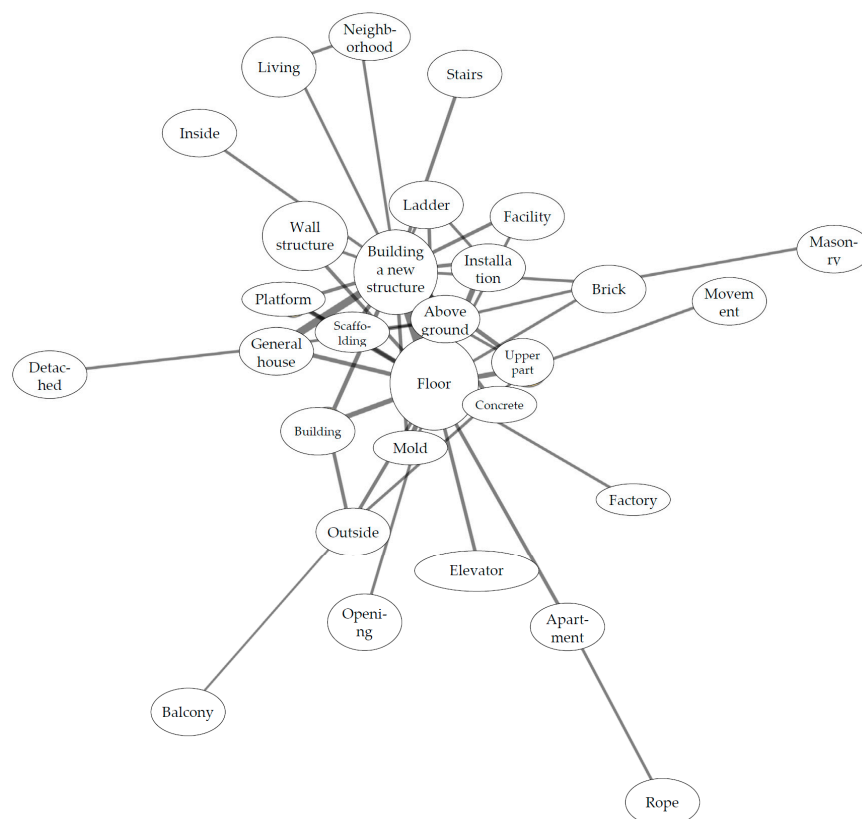 Neighb-
orhood
Living
Stairs
Inside
Ladder
Facility
Wall
structure
Building
a new
structure
Installa
tion
Mason-
ry
Brick
Platform
Above
ground
Movem
ent
Scaffo-
lding
General
house
Upper
part
Detac-
hed
Floor
Concrete
Building
Mold
Factory
Outside
Elevator
Openi-
ng
Apart-
ment
Balcony
Rope